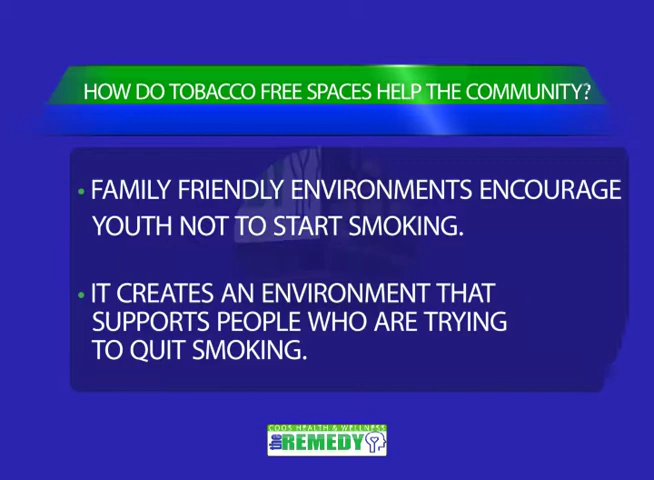 HOW DO TOBACCO FREE SPACES HELP THE COMMUNITY?
• FAMILY FRIENDLY ENVIRONMENTS ENCOURAGE
YOUTH NOT TO START SMOKING.
• IT CREATES AN ENVIRONMENT THAT
SUPPORTS PEOPLE WHO ARE TRYING
TO QUIT SMOKING.
COOS HEALTH & WELLNESS
the REMEDY